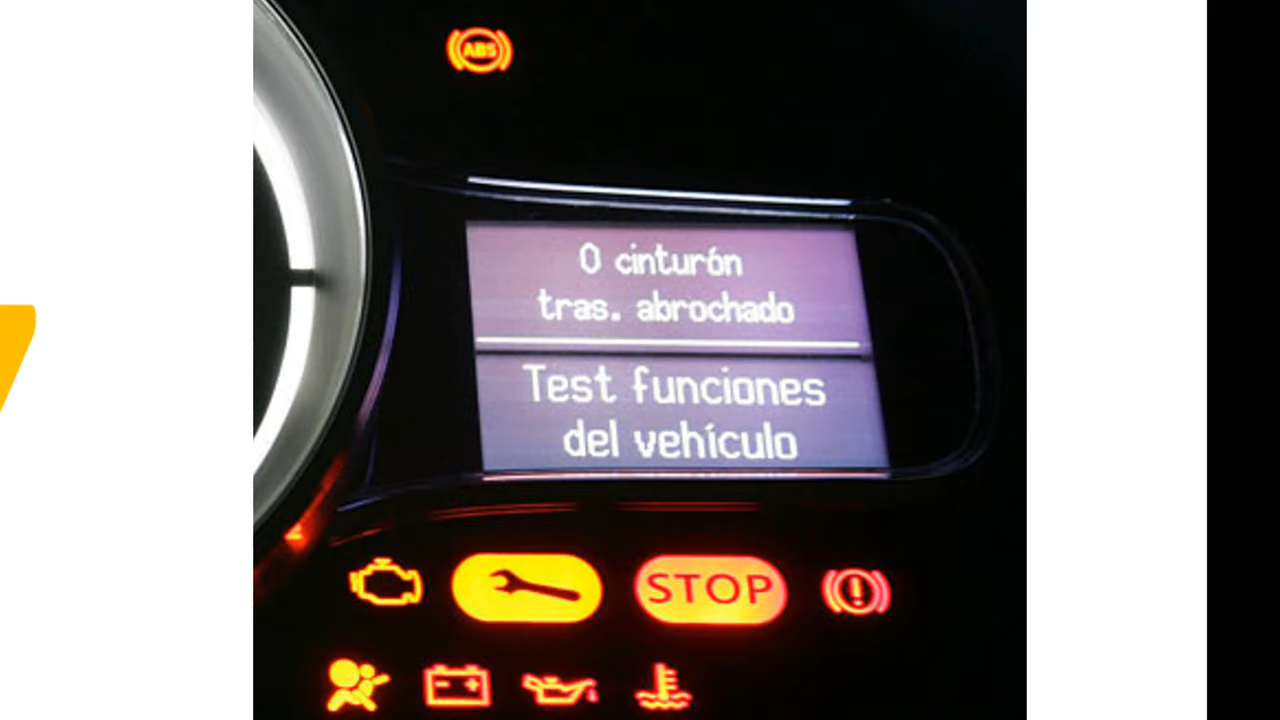 ABS
0 cinturón
tras. abrochado
Test funciones
del vehículo
STOP